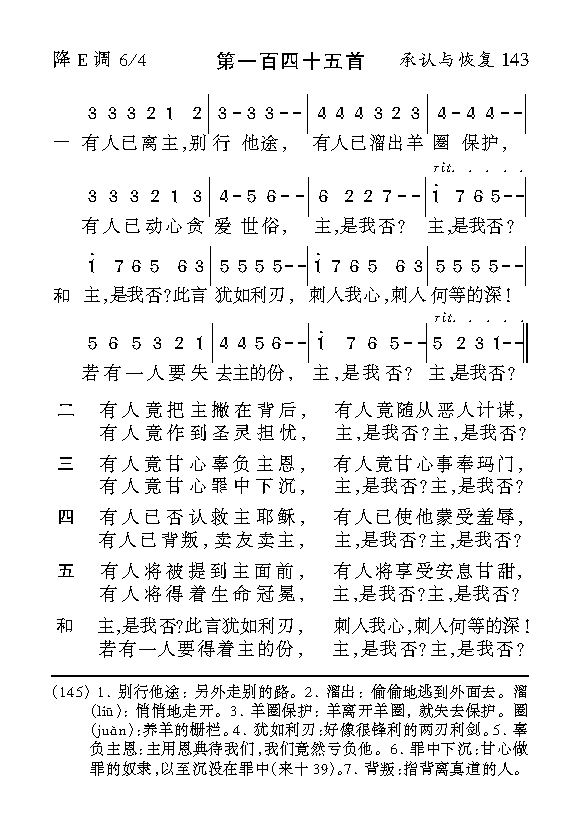 降 E 调 6/4 第一百四十五首 承认与恢复 143
3 3 3 2 1 2 | 3 - 3 3 - - | 4 4 4 3 2 3 | 4 - 4 4 - - |
一 有人已离主,别行 他途, 有人已溜出羊 圈 保护,
rit. . . . . .
3 3 3 2 1 3 | 4 - 5 6 - - | 6 2 2 7 - - | i 7 6 5 - - |
有人已动心贪 爱 世俗, 主,是我否? 主,是我否?
i 7 6 5 6 3 | 5 5 5 5 - - | i 7 6 5 6 3 | 5 5 5 5 - - |
和 主,是我否?此言 犹如利刃, 刺人我心,刺人 何等的深!
rit. . . . . .
5 6 5 3 2 1 | 4 4 5 6 - - | i 7 6 5 - - | 5 2 3 1 - - ‖
若有一人要失 去主的份, 主,是我否? 主,是我否?
二 有人竟把主撇在背后, 有人竟随从恶人计谋,
有人竟作到圣灵担忧, 主,是我否?主,是我否?
三 有人竟甘心辜负主恩, 有人竟甘心事奉玛门,
有人竟甘心罪中下沉, 主,是我否?主,是我否?
四 有人已否认救主耶稣, 有人已使他蒙受羞辱,
有人已背叛,卖友卖主, 主,是我否?主,是我否?
五 有人将被提到主面前, 有人将享受安息甘甜,
有人将得着生命冠冕, 主,是我否?主,是我否?
和 主,是我否?此言犹如利刃, 刺人我心,刺人何等的深!
若有一人要得着主的份, 主,是我否?主,是我否?
(145) 1. 别行他途: 另外走别的路。2. 溜出: 偷偷地逃到外面去。溜
(liū): 悄悄地走开。3. 羊圈保护: 羊离开羊圈, 就失去保护。圈
(juàn):养羊的栅栏。4. 犹如利刃:好像很锋利的两刃利剑。5. 辜
负主恩:主用恩典待我们,我们竟然亏负他。6. 罪中下沉:甘心做
罪的奴隶,以至沉没在罪中(来十39)。7. 背叛:指背离真道的人。